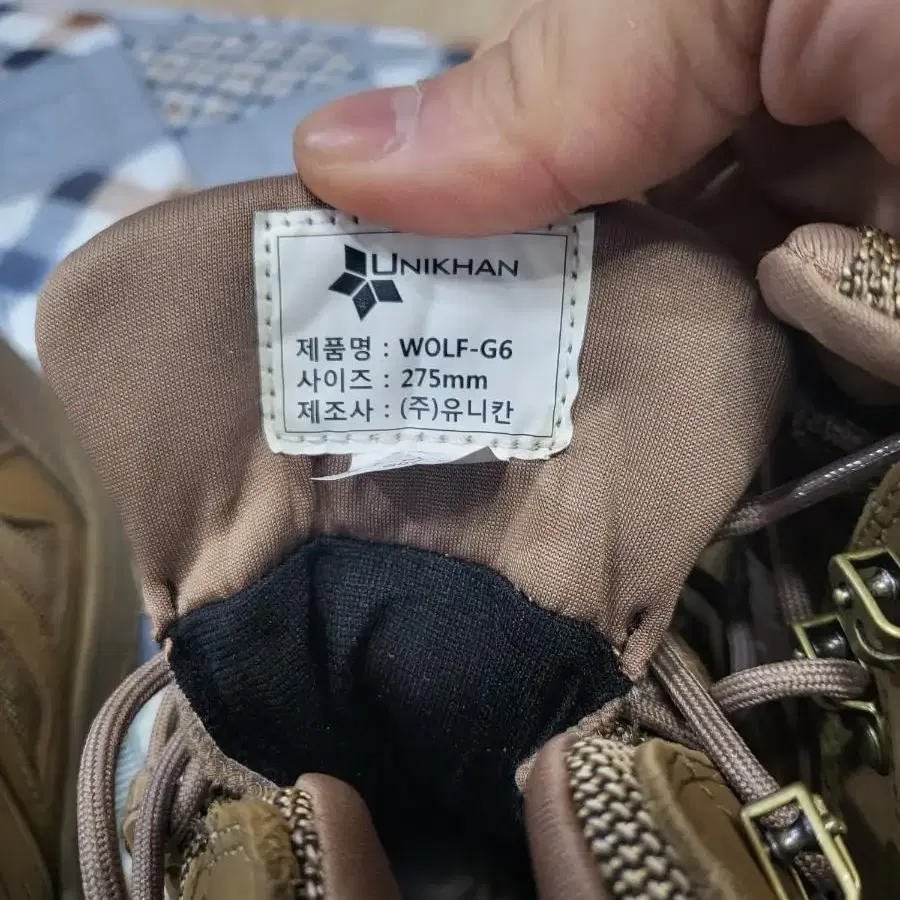 UNIKHAN
제품명 : WOLF-G6
사이즈 : 275mm
제조사 : (주)유니칸